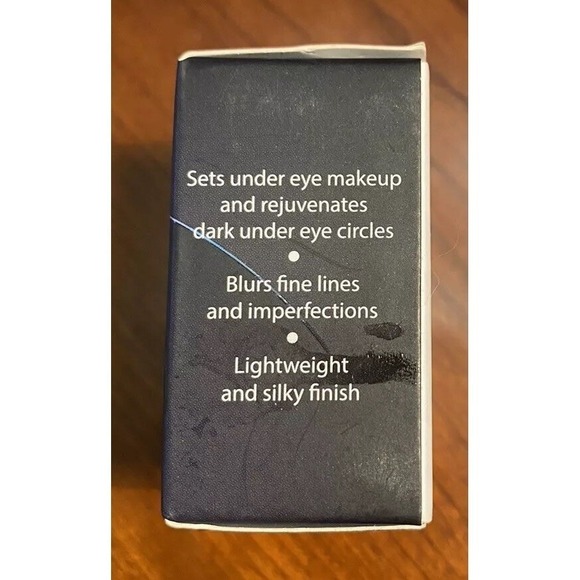 Sets under eye makeup
and rejuvenates
dark under eye circles
•
Blurs fine lines
and imperfections
•
Lightweight
and silky finish